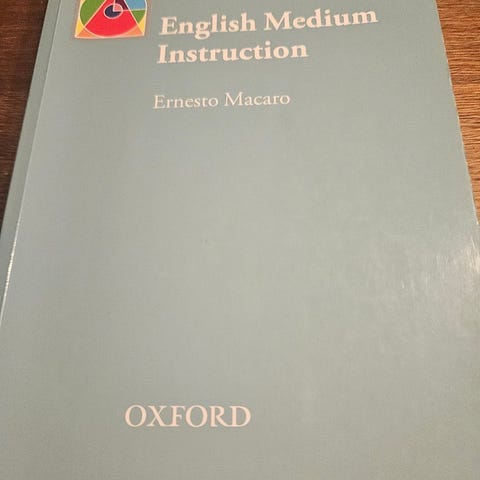 English Medium
Instruction
Ernesto Macaro
OXFORD